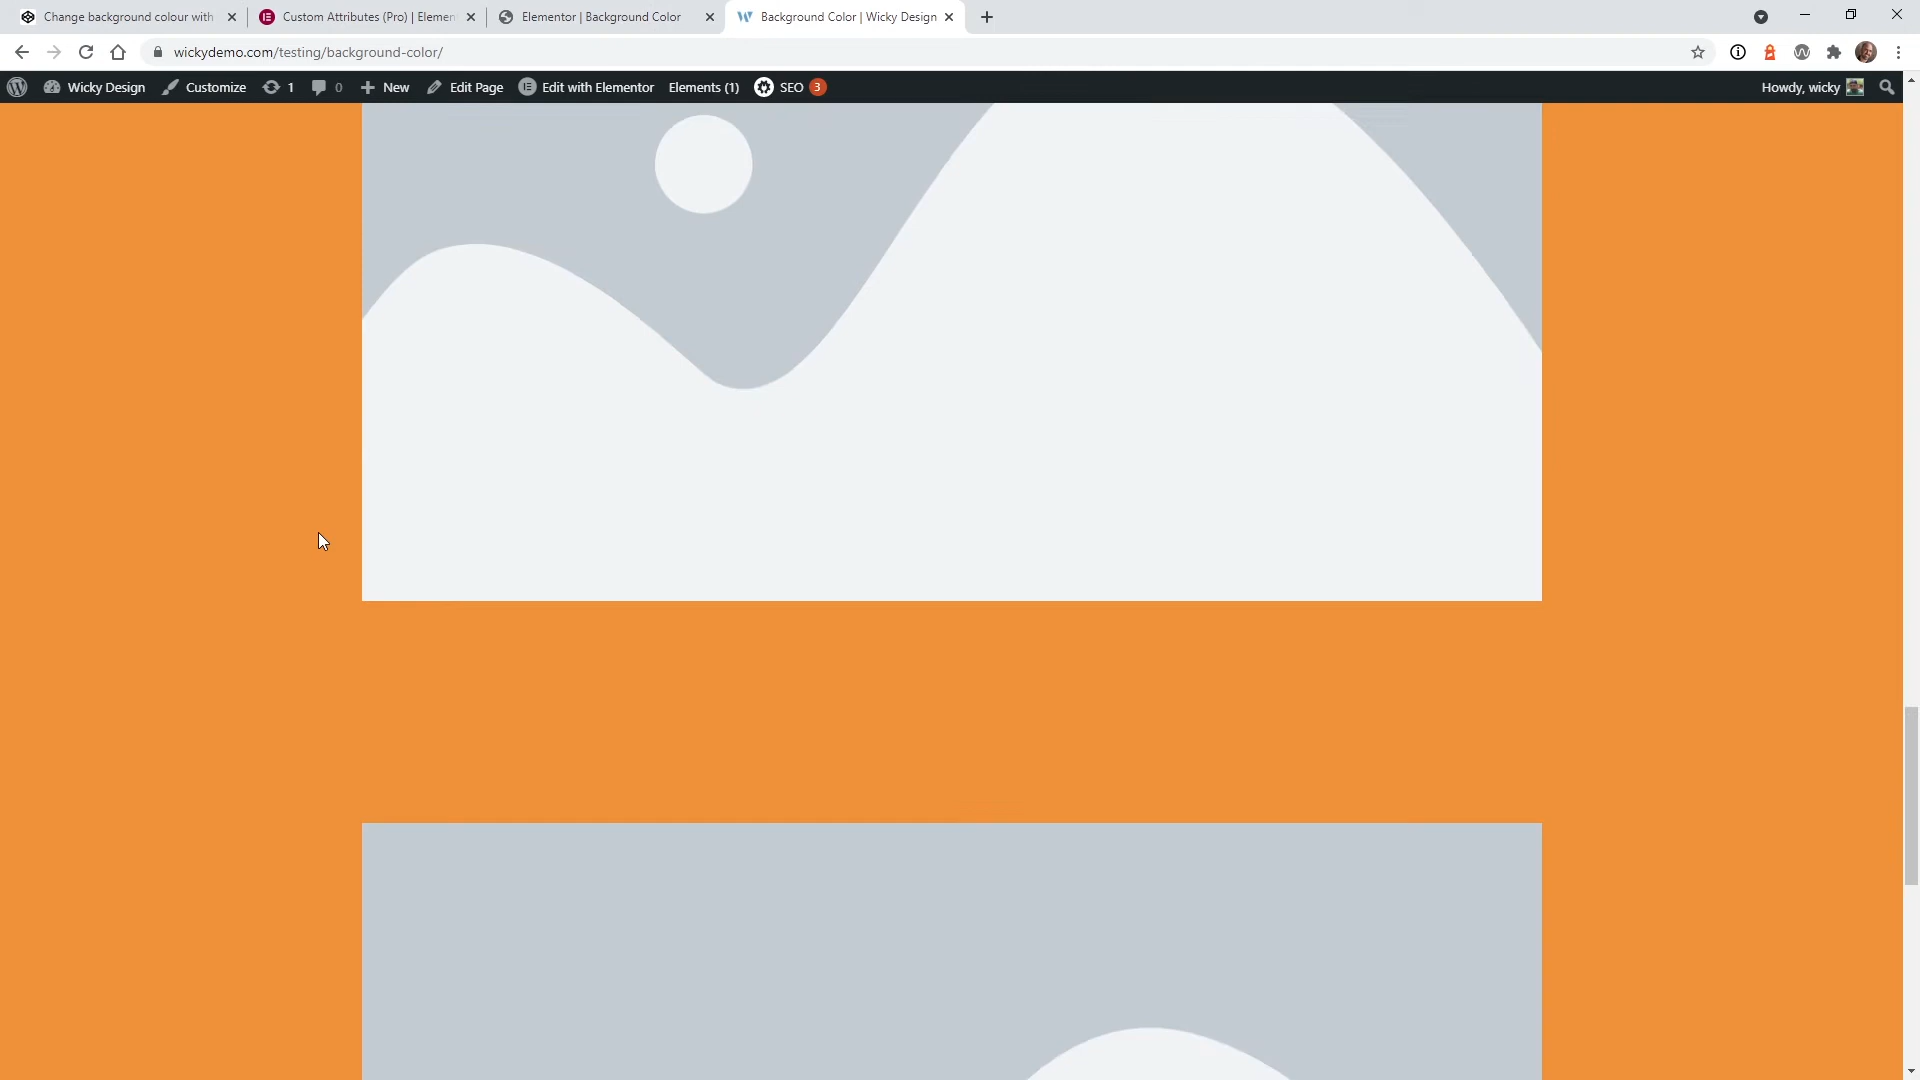 Change background colour with
Custom Attributes (Pro) | Elemen
Elementor | Background Color
Background Color | Wicky Design
wickydemo.com/testing/background-color/
Wicky Design
Customize
1
0
New
Edit Page
Edit with Elementor
Elements (1)
SEO
3
Howdy, wicky